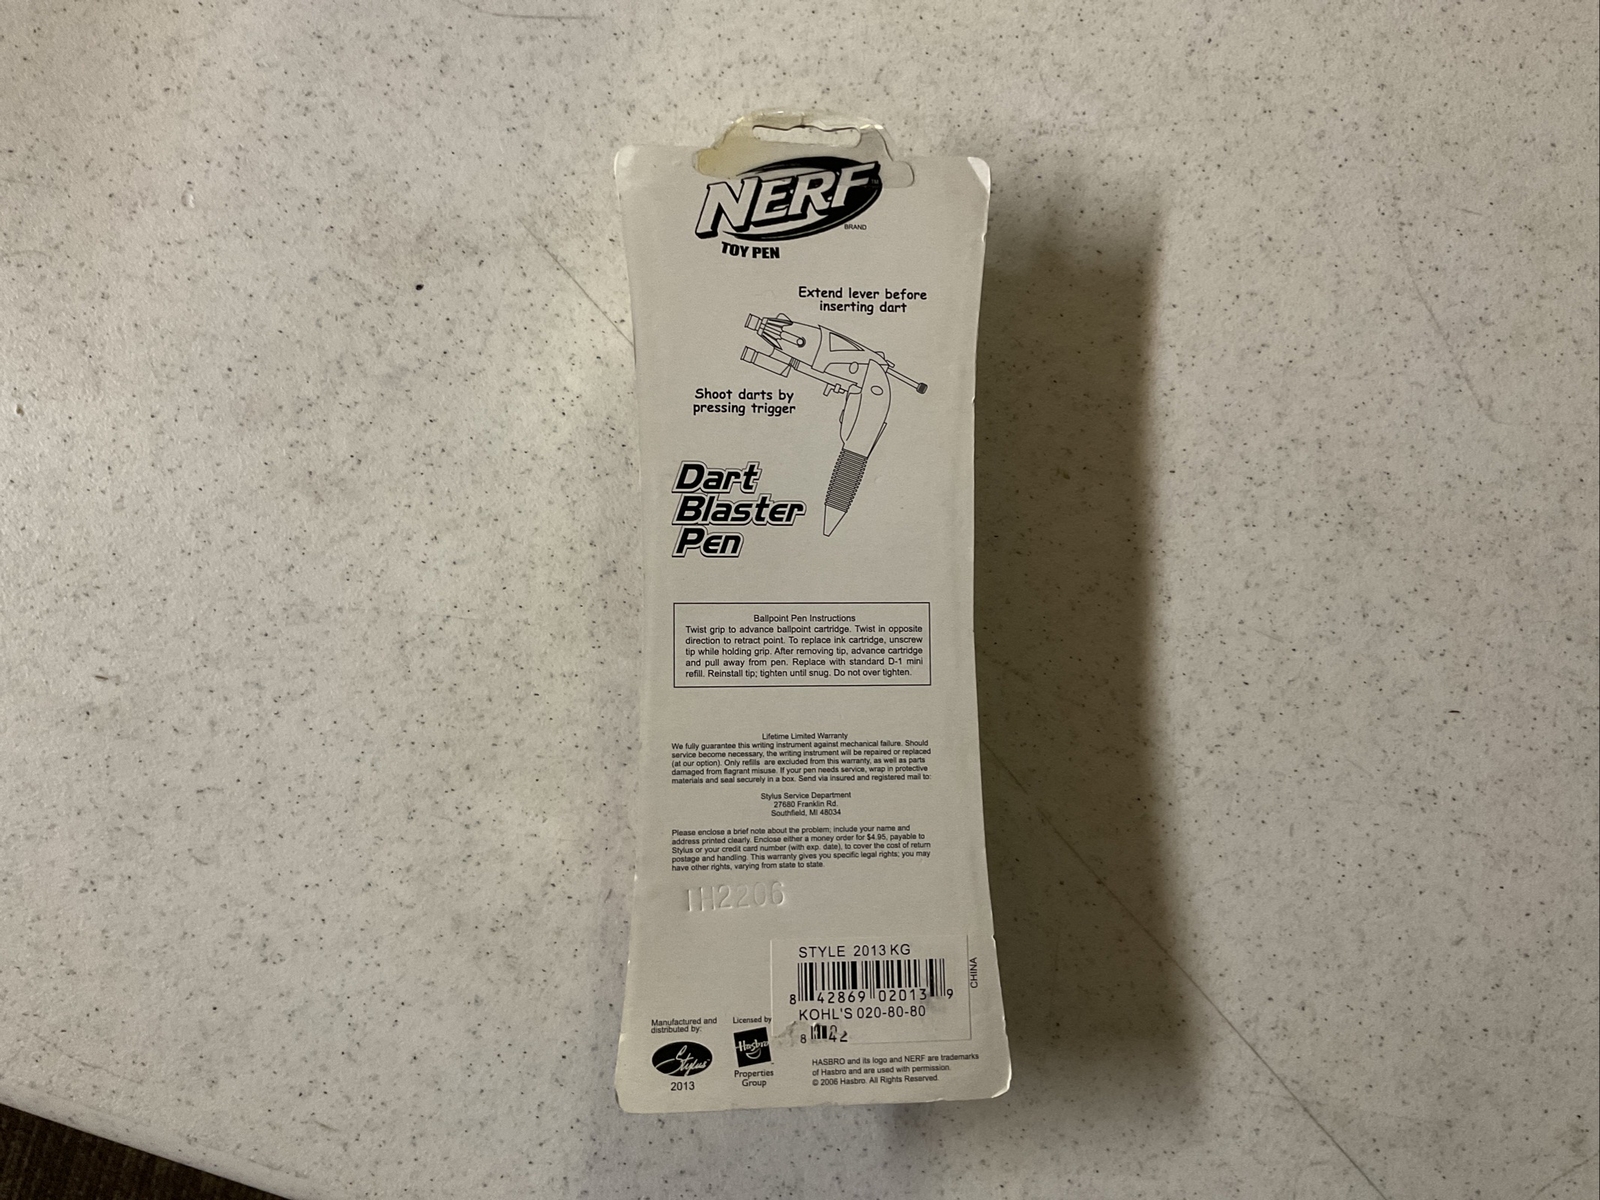 NERF
TM
BRAND
TOY PEN
Extend lever before
inserting dart
Shoot darts by
pressing trigger
Dart
Blaster
Pen
Ballpoint Pen Instructions
Twist grip to advance ballpoint cartridge. Twist in opposite
direction to retract point. To replace ink cartridge, unscrew
tip while holding grip. After removing tip, advance cartridge
and pull away from pen. Replace with standard D-1 mini
refill. Reinstall tip; tighten until snug. Do not over tighten.
Lifetime Limited Warranty
We fully guarantee this writing instrument against mechanical failure. Should
service become necessary, the writing instrument will be repaired or replaced
(at our option). Only refills are excluded from this warranty, as well as parts
damaged from flagrant misuse. If your pen needs service, wrap in protective
materials and seal securely in a box. Send via insured and registered mail to:
Stylus Service Department
27680 Franklin Rd.
Southfield, MI 48034
Please enclose a brief note about the problem; include your name and
address printed clearly. Enclose either a money order for $4.95, payable to
Stylus or your credit card number (with exp. date), to cover the cost of return
postage and handling. This warranty gives you specific legal rights; you may
have other rights, varying from state to state.
TH2206
STYLE 2013KG
8 42869 02013 9
KOHL'S 020-80-80
8 42
CHINA
Manufactured and
distributed by:
Stylus
2013
Licensed by
Hasbro
Properties
Group
HASBRO and its logo and NERF are trademarks
of Hasbro and are used with permission.
© 2006 Hasbro. All Rights Reserved.